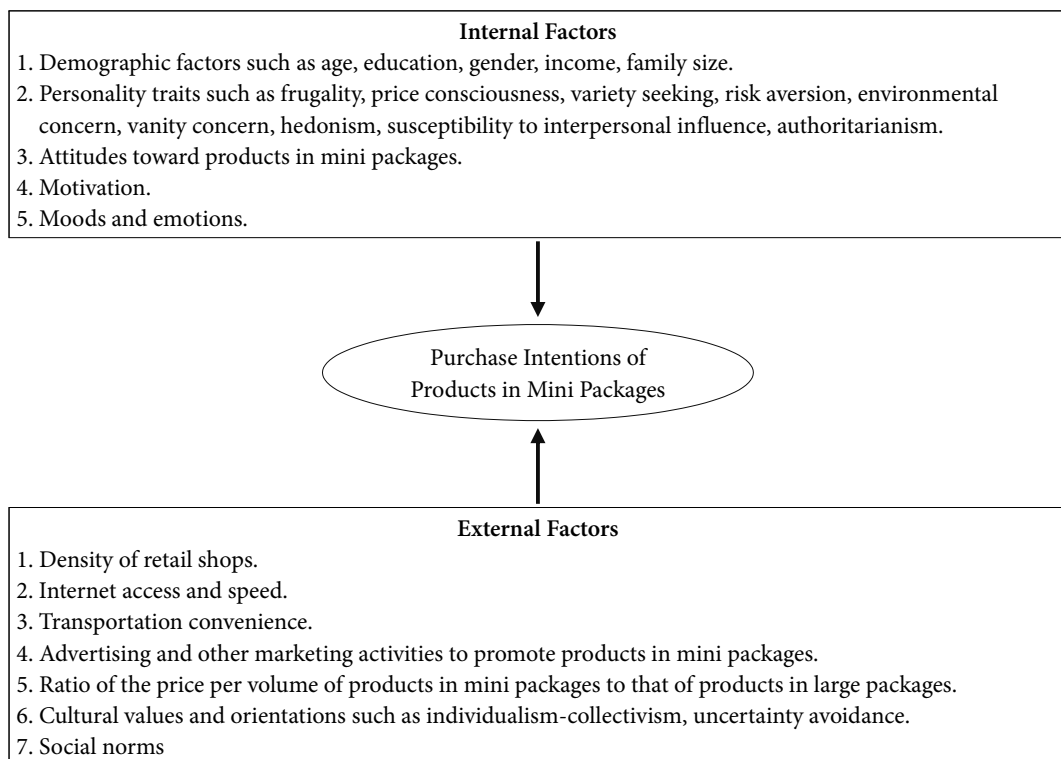 Internal Factors
1. Demographic factors such as age, education, gender, income, family size.
2. Personality traits such as frugality, price consciousness, variety seeking, risk aversion, environmental
concern, vanity concern, hedonism, susceptibility to interpersonal influence, authoritarianism.
3. Attitudes toward products in mini packages.
4. Motivation.
5. Moods and emotions.
Purchase Intentions of
Products in Mini Packages
External Factors
1. Density of retail shops.
2. Internet access and speed.
3. Transportation convenience.
4. Advertising and other marketing activities to promote products in mini packages.
5. Ratio of the price per volume of products in mini packages to that of products in large packages.
6. Cultural values and orientations such as individualism-collectivism, uncertainty avoidance.
7. Social norms